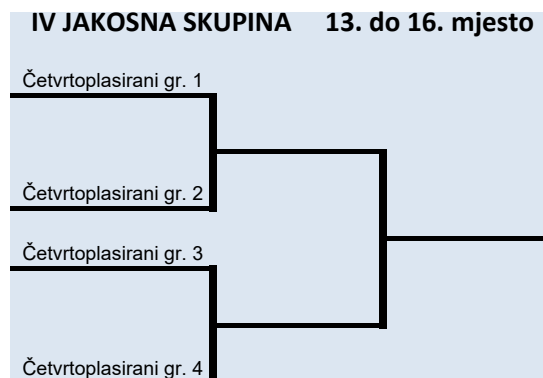 IV JAKOSNA SKUPINA 13. do 16. mjesto
Četvrtoplasirani gr. 1
Četvrtoplasirani gr. 2
Četvrtoplasirani gr. 3
Četvrtoplasirani gr. 4